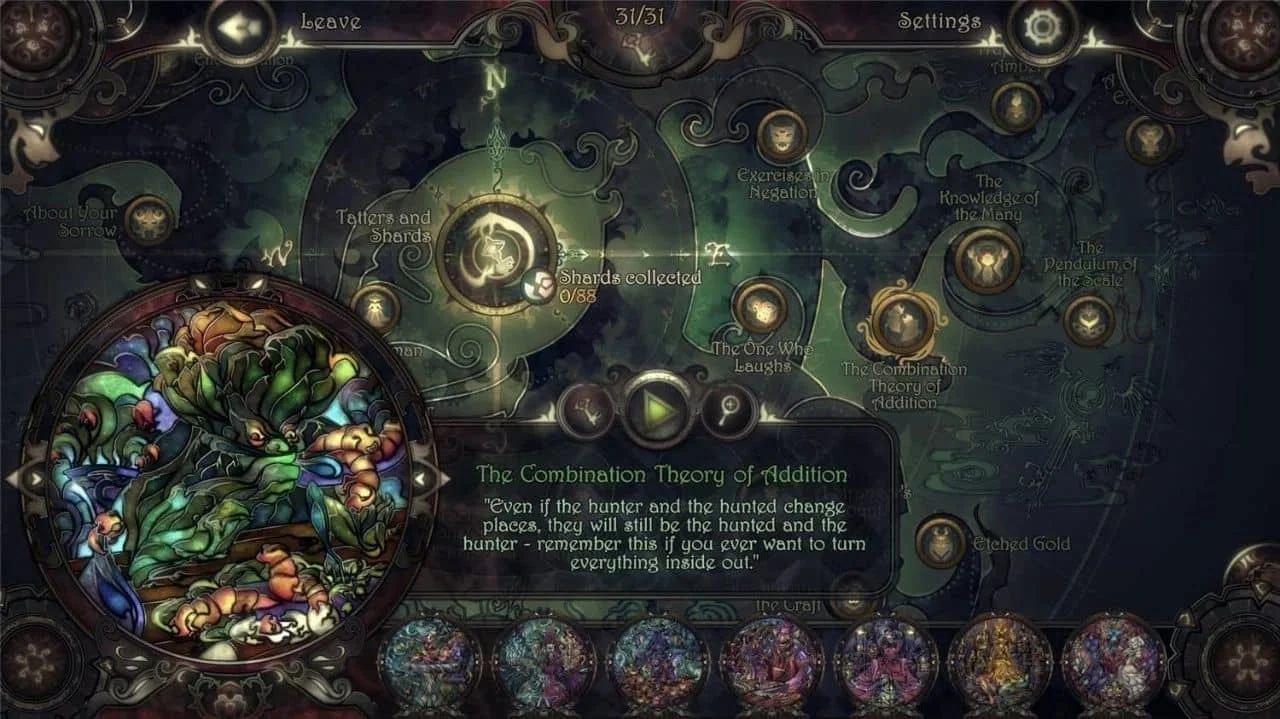 Leave
31/31
Settings
N
Amber
About your
Sorrow
Exercises in
Negation
Tatters and
Shards
The
Knowledge of
the Many
W
E
Shards collected
0/88
The
Pendulum of
the Scale
The One Who
Laughs
The Combination
Theory of
Addition
The Combination Theory of Addition
"Even if the hunter and the hunted change
places, they will still be the hunted and the
hunter - remember this if you ever want to turn
everything inside out."
Etched Gold
the Craft